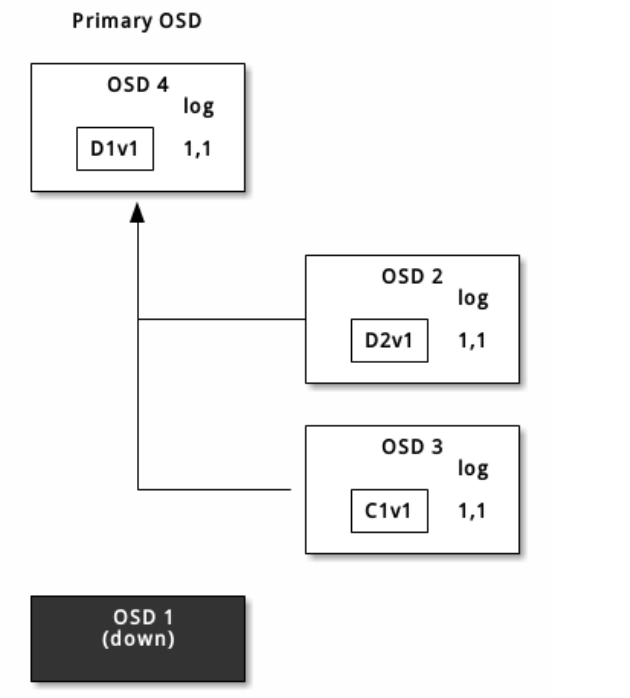 Primary OSD
OSD 4
log
D1v1 1,1
OSD 2
log
D2v1 1,1
OSD 3
log
C1v1 1,1
OSD 1
(down)